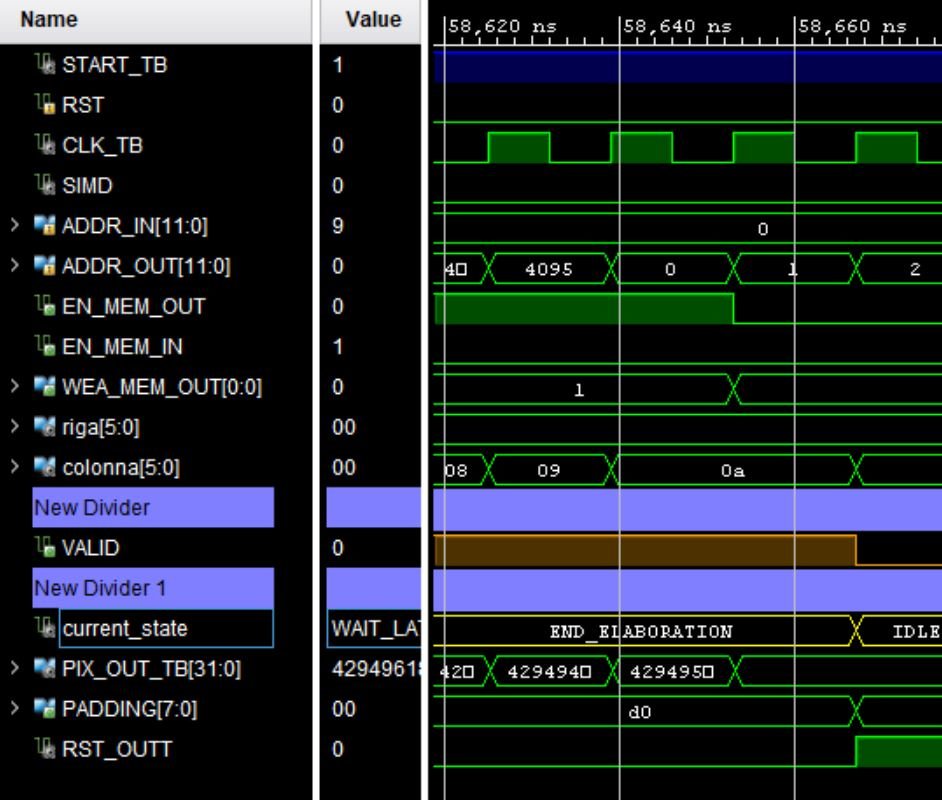 Name Value 58,620 ns 58,640 ns 58,660 ns
START_TB 1
RST 0
CLK_TB 0
SIMD 0
ADDR_IN[11:0] 9 0
ADDR_OUT[11:0] 0 40 4095 0 1 2
EN_MEM_OUT 0
EN_MEM_IN 1
WEA_MEM_OUT[0:0] 0 1
riga[5:0] 00
colonna[5:0] 00 08 09 0a
New Divider
VALID 0
New Divider 1
current_state WAIT_LA END_ELABORATION IDLE
PIX_OUT_TB[31:0] 4294961 42 429494 429495
PADDING[7:0] 00 d0
RST_OUTT 0